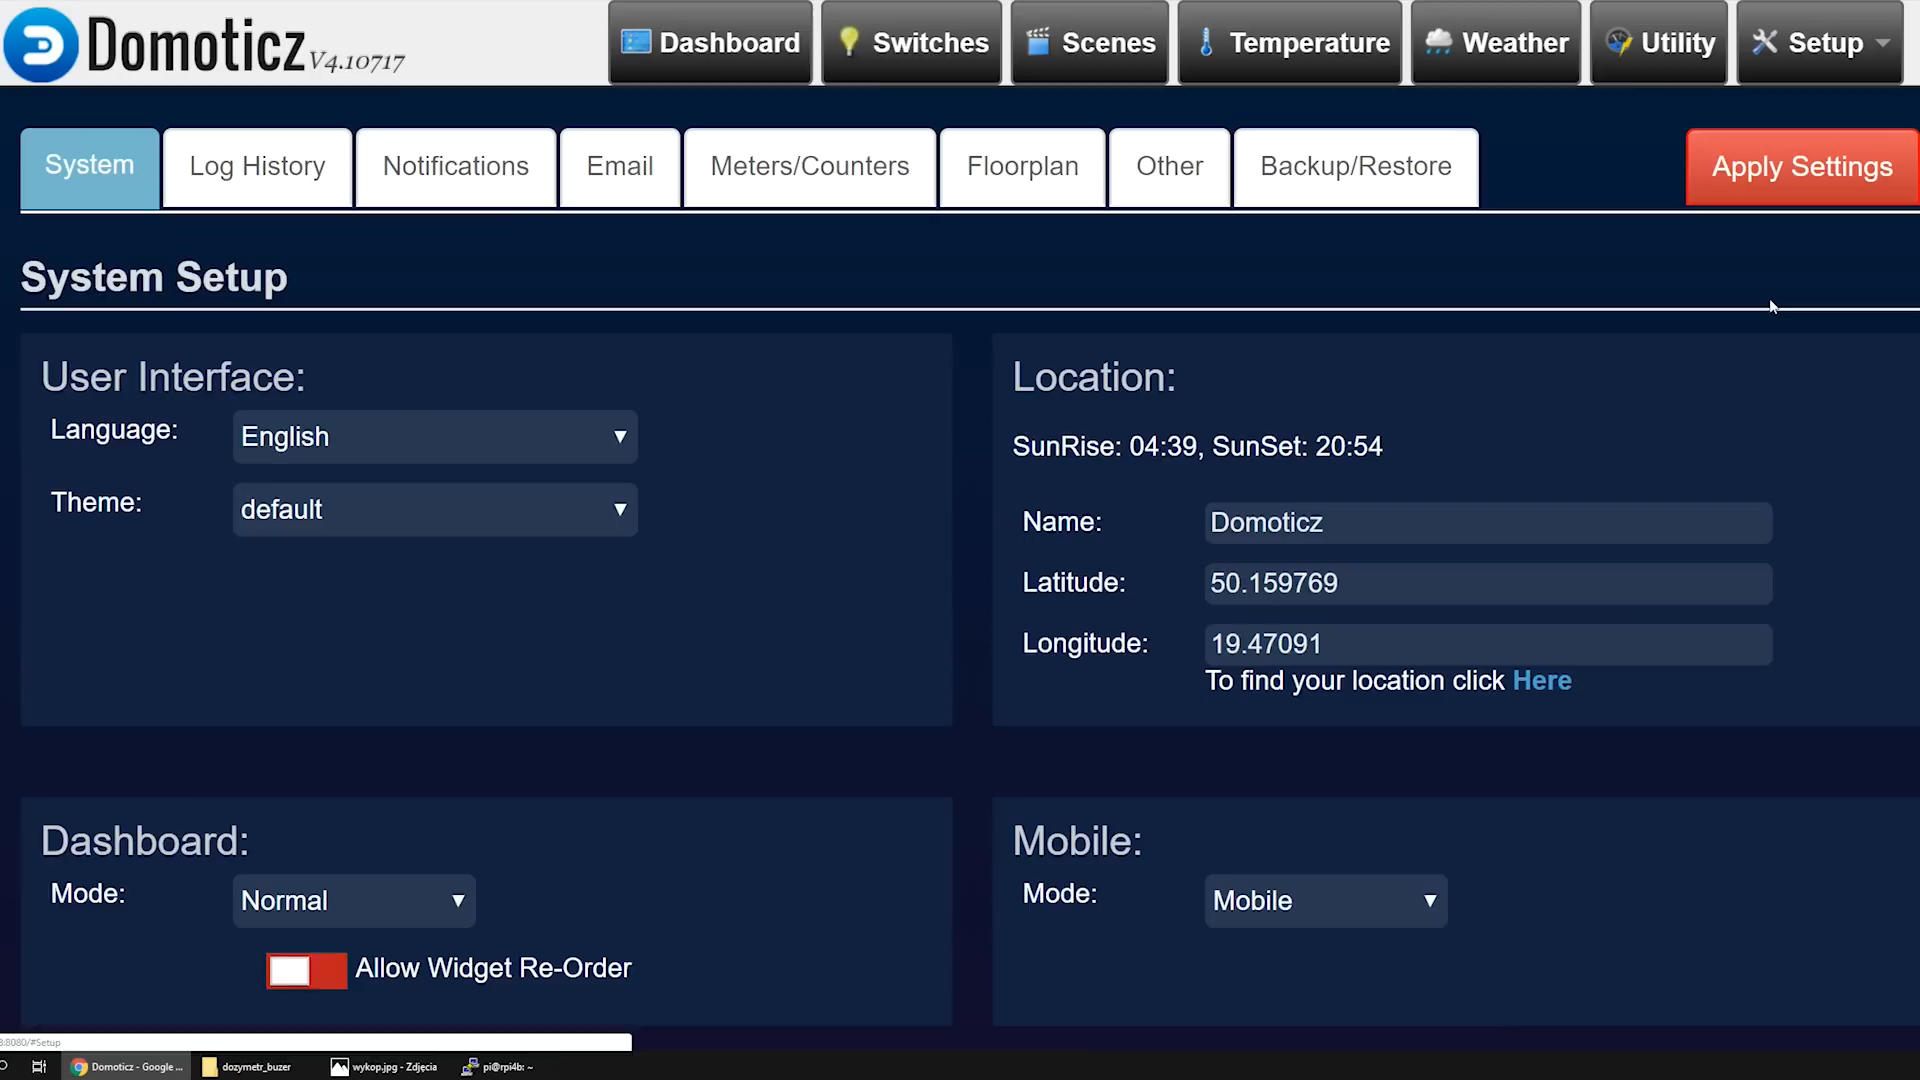 Domoticz V4.10717
Dashboard Switches Scenes Temperature Weather Utility Setup
System Log History Notifications Email Meters/Counters Floorplan Other Backup/Restore Apply Settings
System Setup
User Interface:
Language: English
Theme: default
Location:
SunRise: 04:39, SunSet: 20:54
Name: Domoticz
Latitude: 50.159769
Longitude: 19.47091
To find your location click Here
Dashboard:
Mode: Normal
Allow Widget Re-Order
Mobile:
Mode: Mobile
8:8080/#Setup
Domoticz - Google ... dozymetr_buzer wykop.jpg - Zdjęcia pi@rpi4b: ~